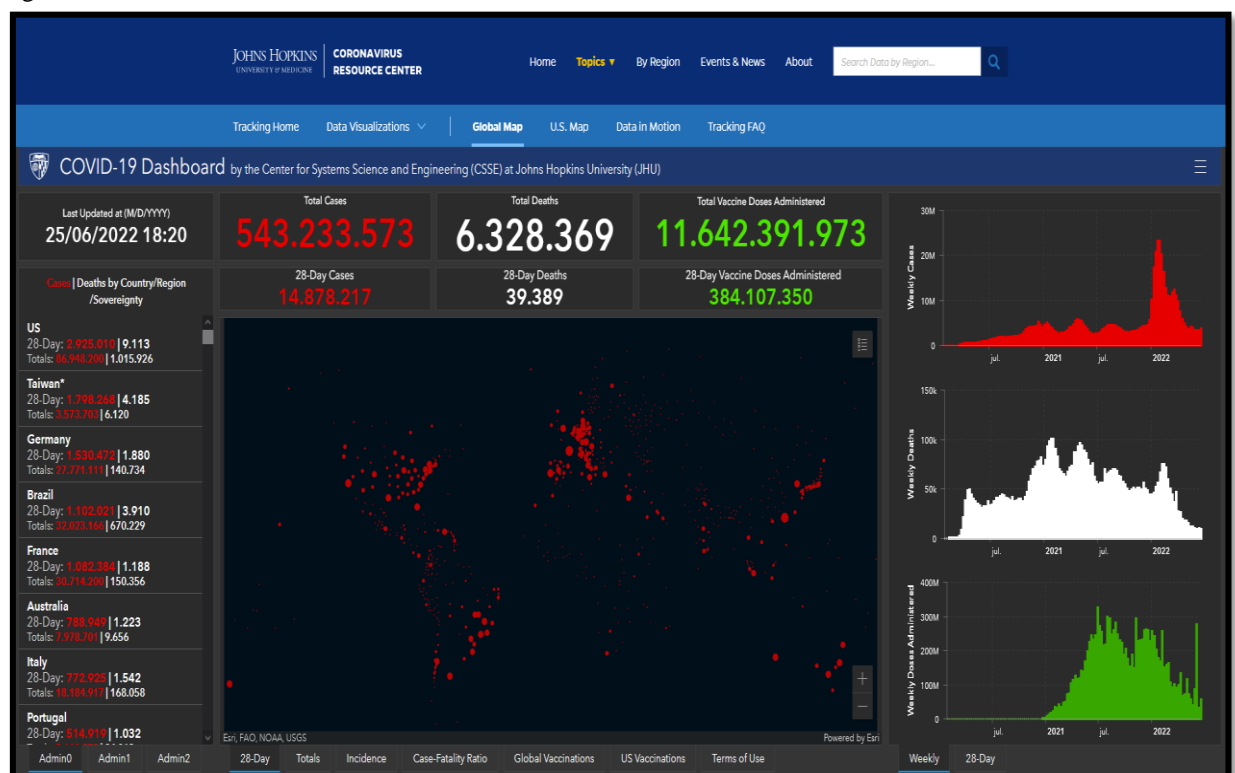 JOHNS HOPKINS
UNIVERSITY & MEDICINE
CORONAVIRUS
RESOURCE CENTER
Home
Topics ▾
By Region
Events & News
About
Search Data by Region...
Tracking Home
Data Visualizations
Global Map
U.S. Map
Data in Motion
Tracking FAQ
COVID-19 Dashboard by the Center for Systems Science and Engineering (CSSE) at Johns Hopkins University (JHU)
Last Updated at (M/D/YYYY)
25/06/2022 18:20
Total Cases
543.233.573
Total Deaths
6.328.369
Total Vaccine Doses Administered
11.642.391.973
28-Day Cases
14.878.217
28-Day Deaths
39.389
28-Day Vaccine Doses Administered
384.107.350
Cases | Deaths by Country/Region
/Sovereignty
US
28-Day: 2.925.010 | 9.113
Totals: 86.948.200 | 1.015.926
Taiwan*
28-Day: 1.798.268 | 4.185
Totals: 3.573.703 | 6.120
Germany
28-Day: 1.530.472 | 1.880
Totals: 27.771.111 | 140.734
Brazil
28-Day: 1.102.021 | 3.910
Totals: 32.023.166 | 670.229
France
28-Day: 1.082.384 | 1.188
Totals: 30.714.200 | 150.356
Australia
28-Day: 788.949 | 1.223
Totals: 7.978.701 | 9.656
Italy
28-Day: 772.925 | 1.542
Totals: 18.184.917 | 168.058
Portugal
28-Day: 514.919 | 1.032
Esri, FAO, NOAA, USGS
Powered by Esri
Weekly Cases
30M
20M
10M
0
jul.
2021
jul.
2022
Weekly Deaths
150k
100k
50k
0
jul.
2021
jul.
2022
Weekly Doses Administered
400M
300M
200M
100M
0
jul.
2021
jul.
2022
Admin0
Admin1
Admin2
28-Day
Totals
Incidence
Case-Fatality Ratio
Global Vaccinations
US Vaccinations
Terms of Use
Weekly
28-Day